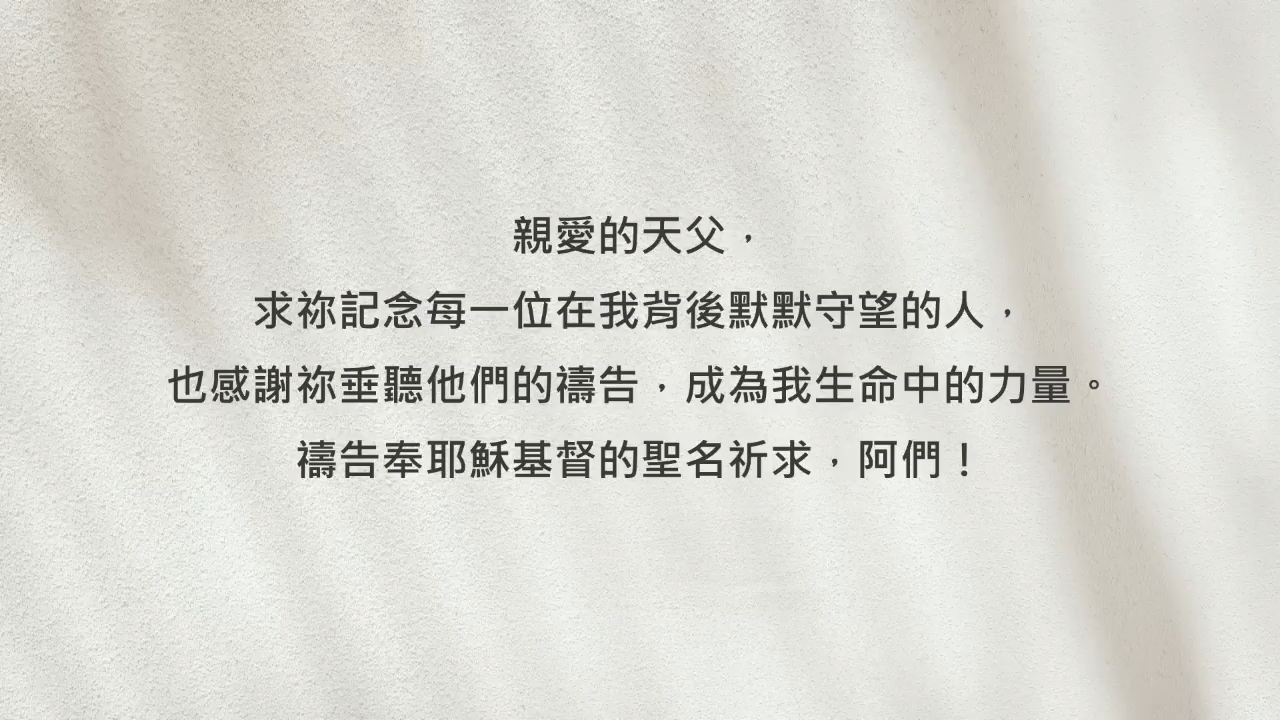 親愛的天父，
求祢記念每一位在我背後默默守望的人，
也感謝祢垂聽他們的禱告，成為我生命中的力量。
禱告奉耶穌基督的聖名祈求，阿們！